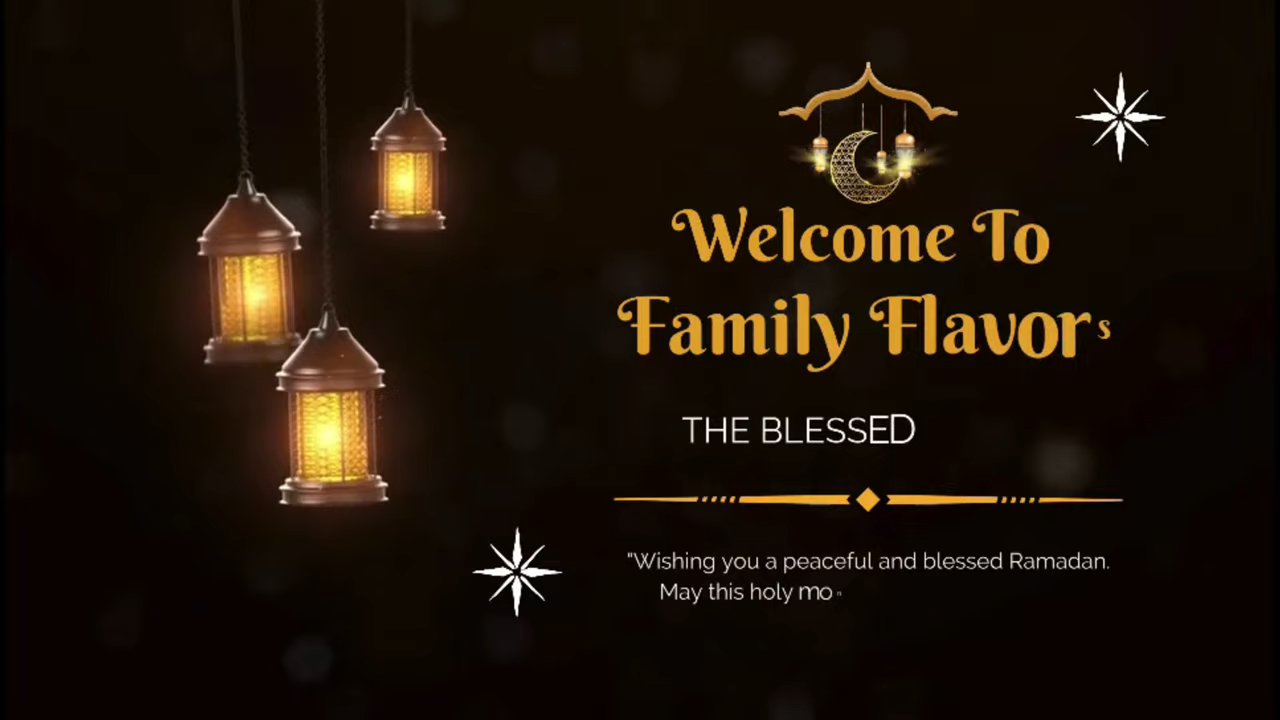 Welcome To
Family Flavors
THE BLESSED
"Wishing you a peaceful and blessed Ramadan.
May this holy mo